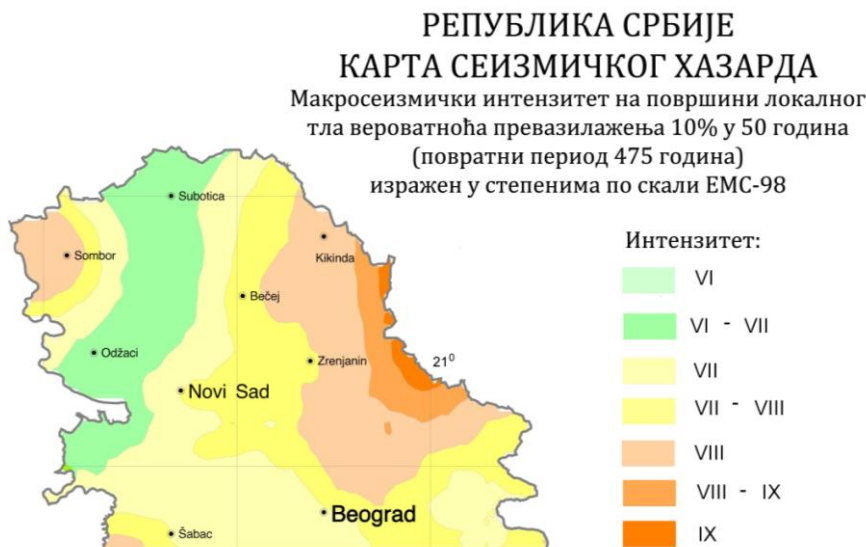 РЕПУБЛИКА СРБИЈЕ
КАРТА СЕИЗМИЧКОГ ХАЗАРДА
Макросеизмички интензитет на површини локалног
тла вероватноћа превазилажења 10% у 50 година
(повратни период 475 година)
изражен у степенима по скали ЕМС-98
Subotica
Sombor
Kikinda
Bečej
Odžaci
Zrenjanin
21⁰
Novi Sad
Beograd
Šabac
Интензитет:
VI
VI - VII
VII
VII - VIII
VIII
VIII - IX
IX